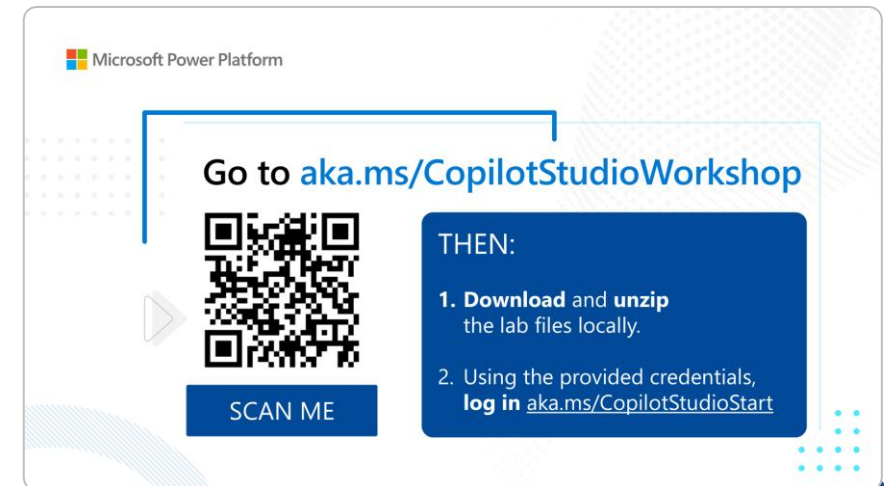 Microsoft Power Platform
Go to aka.ms/CopilotStudioWorkshop
SCAN ME
THEN:
1. Download and unzip
the lab files locally.
2. Using the provided credentials,
log in aka.ms/CopilotStudioStart